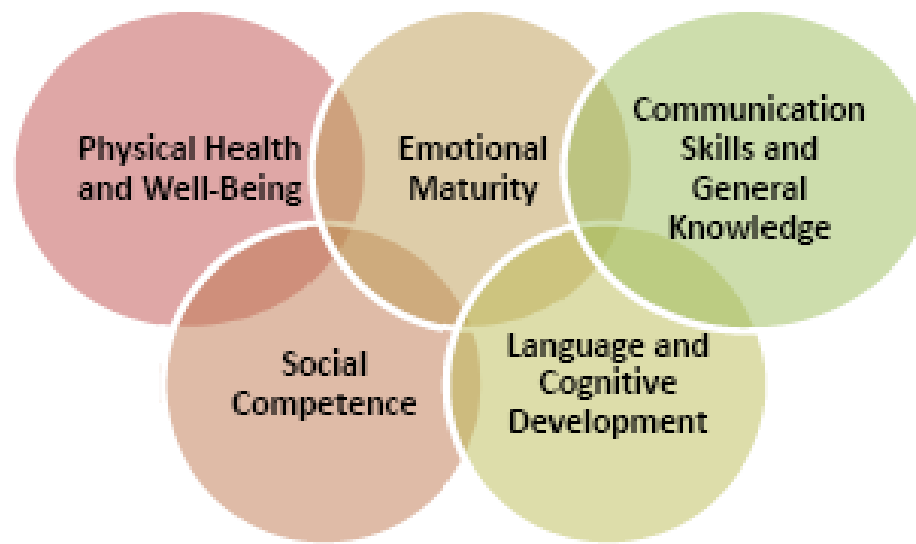 Physical Health
and Well-Being
Emotional
Maturity
Communication
Skills and
General
Knowledge
Social
Competence
Language and
Cognitive
Development